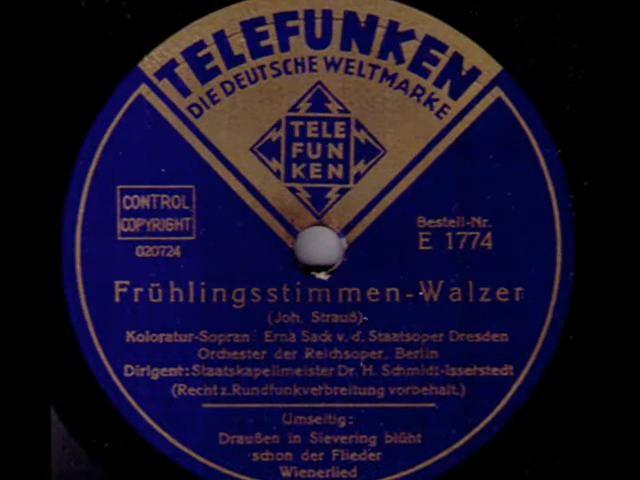 TELEFUNKEN
DIE DEUTSCHE WELTMARKE
TELE
FUN
KEN
CONTROL
COPYRIGHT
020724
Bestell-Nr.
E 1774
Frühlingsstimmen-Walzer
(Joh. Strauß)
Koloratur-Sopran: Erna Sack v. d. Staatsoper Dresden
Orchester der Reichsoper, Berlin
Dirigent: Staatskapellmeister Dr. H. Schmidt-Isserstedt
(Recht z. Rundfunkverbreitung vorbehalt.)
Umseitig:
Draußen in Sievering blüht
schon der Flieder
Wienerlied